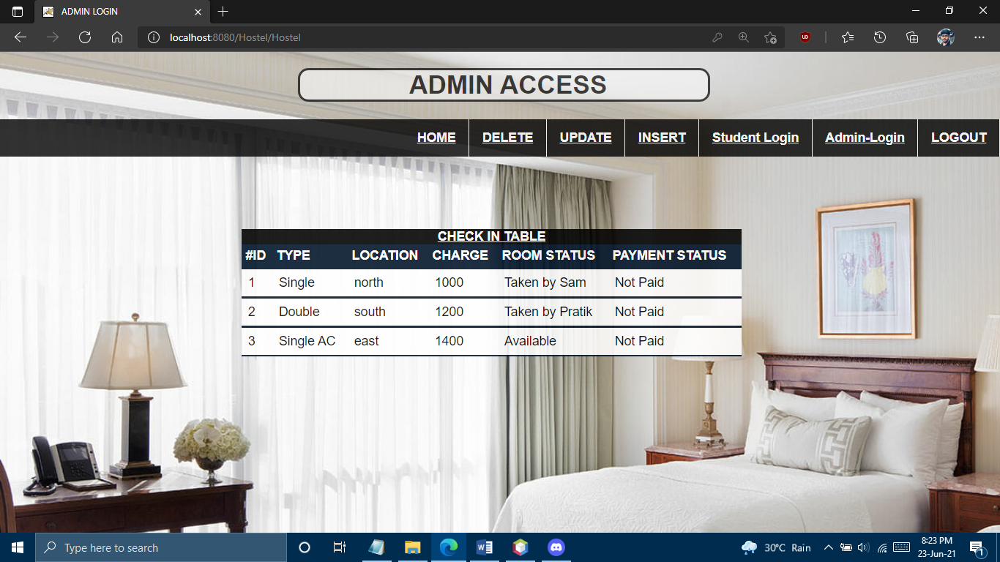 ADMIN LOGIN
localhost:8080/Hostel/Hostel
ADMIN ACCESS
HOME DELETE UPDATE INSERT Student Login Admin-Login LOGOUT
CHECK IN TABLE
#ID TYPE LOCATION CHARGE ROOM STATUS PAYMENT STATUS
1 Single north 1000 Taken by Sam Not Paid
2 Double south 1200 Taken by Pratik Not Paid
3 Single AC east 1400 Available Not Paid
Type here to search
30°C Rain
8:23 PM
23-Jun-21
1